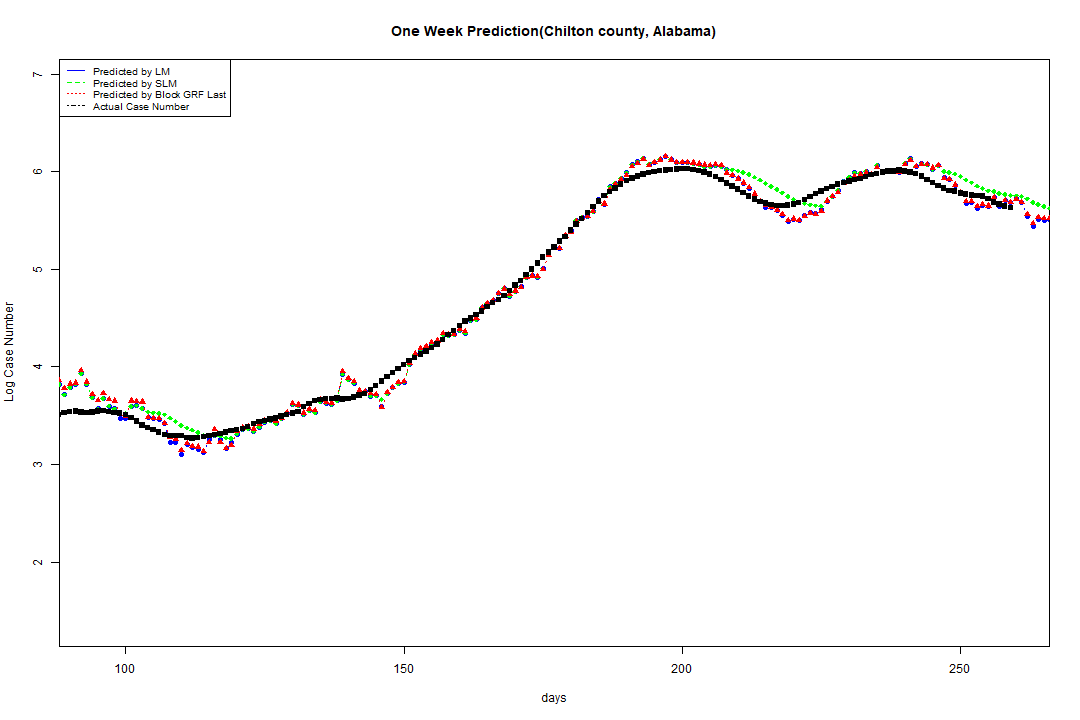 One Week Prediction(Chilton county, Alabama)
Predicted by LM
Predicted by SLM
Predicted by Block GRF Last
Actual Case Number
7
6
5
4
3
2
Log Case Number
100 150 200 250
days